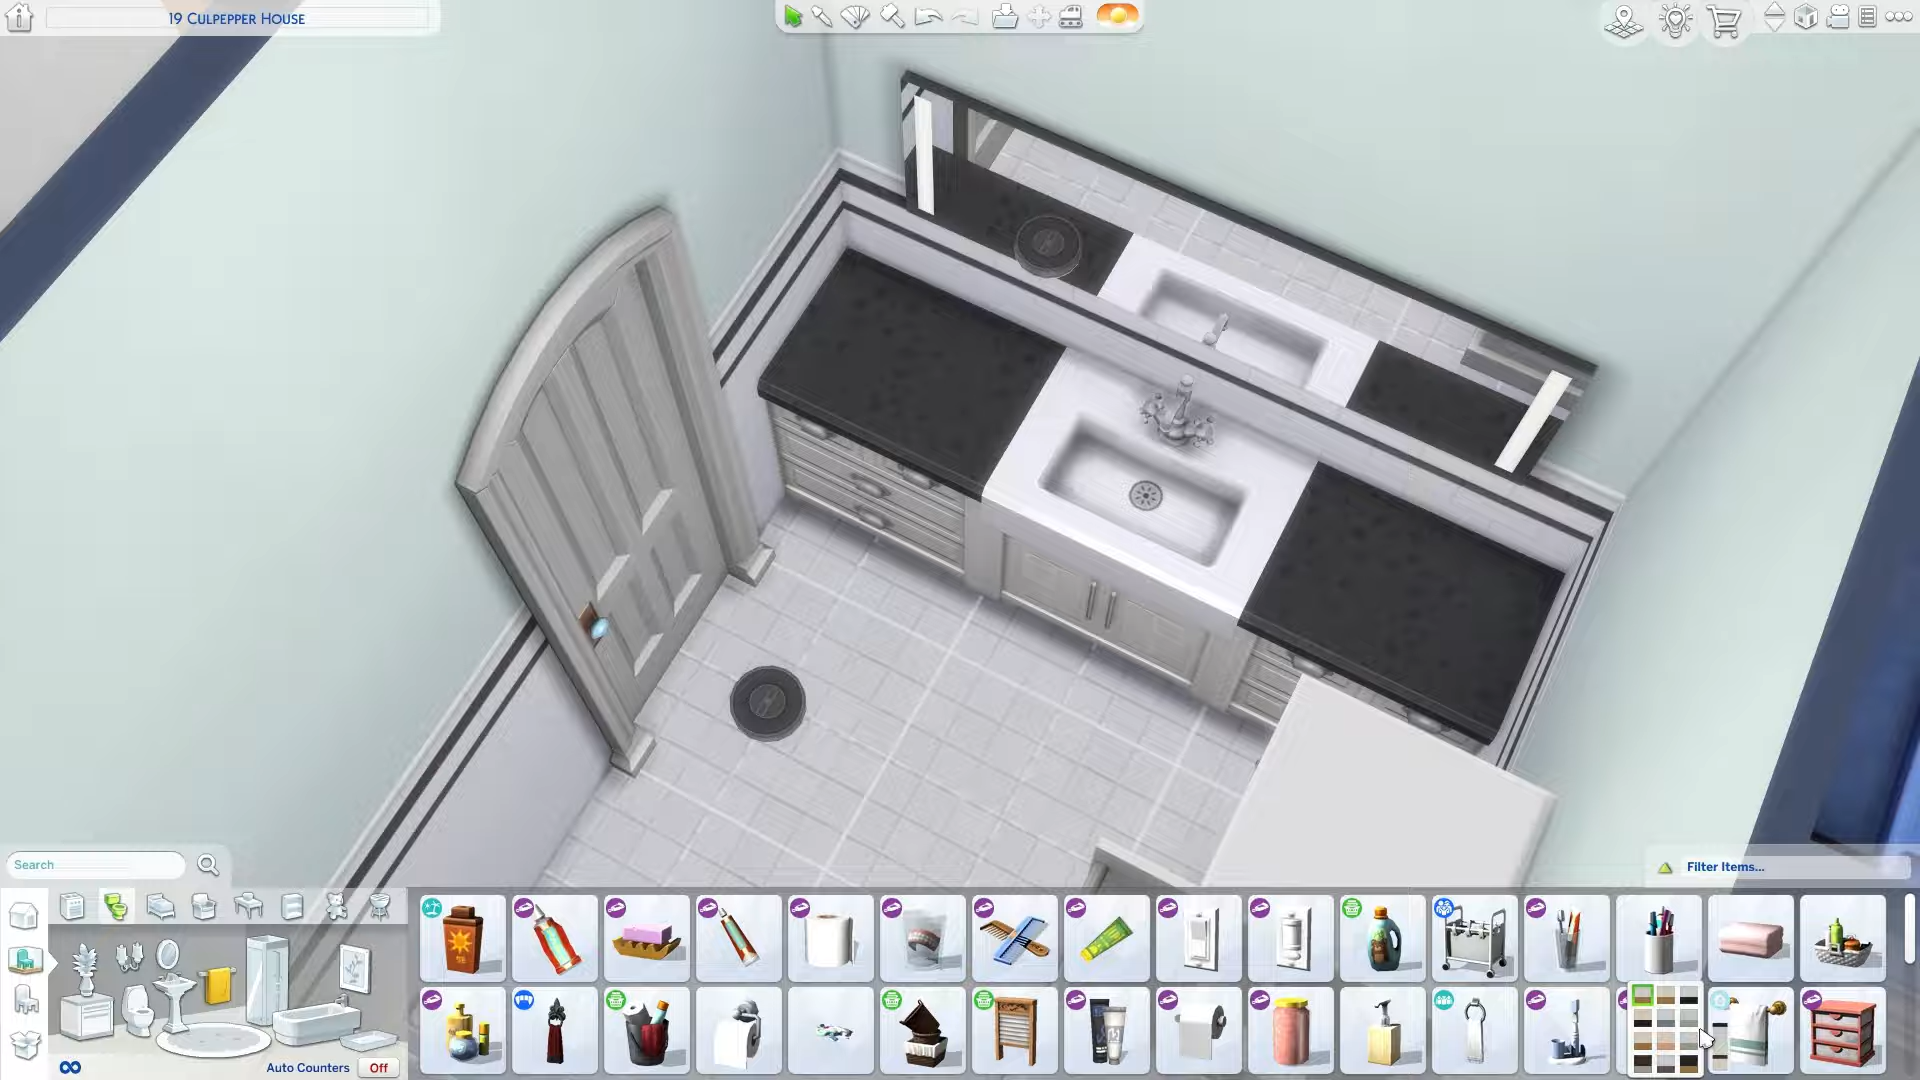 19 CULPEPPER HOUSE
Search
Filter Items...
Auto Counters
Off